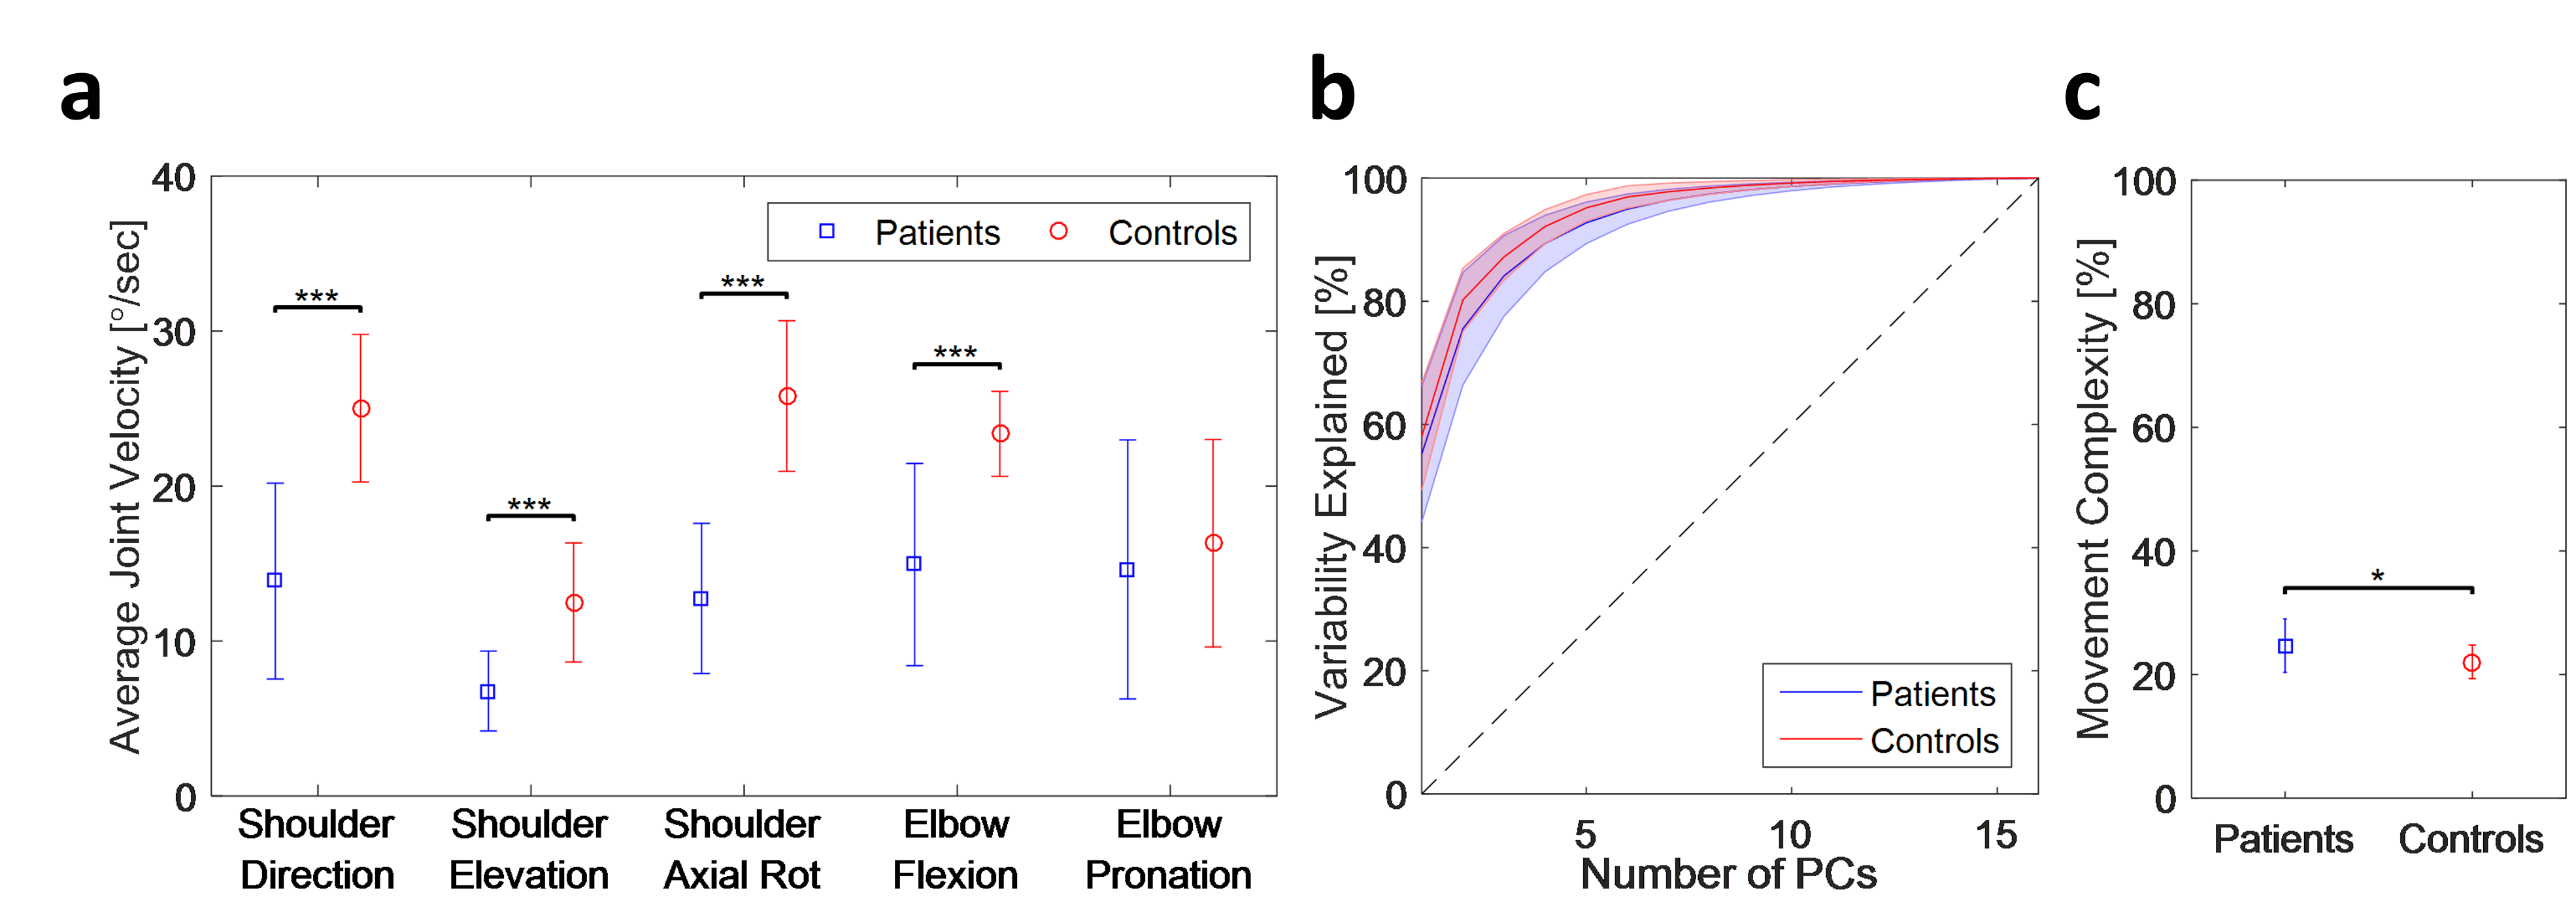 a
b
c
Average Joint Velocity [°/sec]
40
30
20
10
0
Patients
Controls
***
***
***
***
Shoulder
Direction
Shoulder
Elevation
Shoulder
Axial Rot
Elbow
Flexion
Elbow
Pronation
Variability Explained [%]
100
80
60
40
20
0
Patients
Controls
5
10
15
Number of PCs
Movement Complexity [%]
100
80
60
40
20
0
*
Patients
Controls